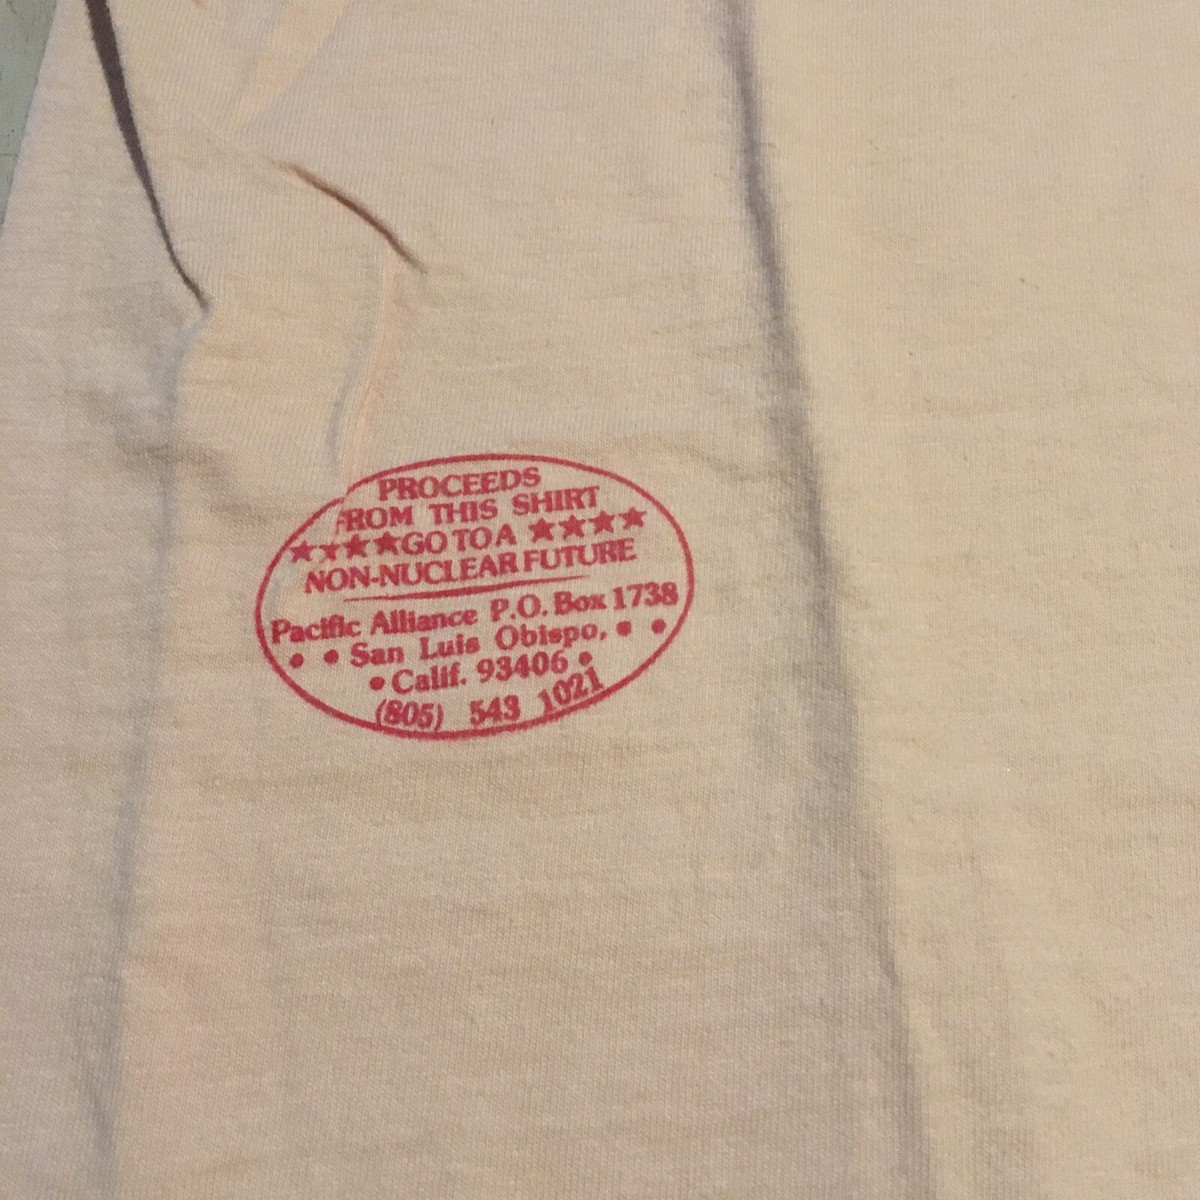 PROCEEDS
FROM THIS SHIRT
★★★★GO TO A ★★★★
NON-NUCLEAR FUTURE
Pacific Alliance P.O. Box 1738
• • San Luis Obispo, • •
• Calif. 93406 •
(805) 543 1021